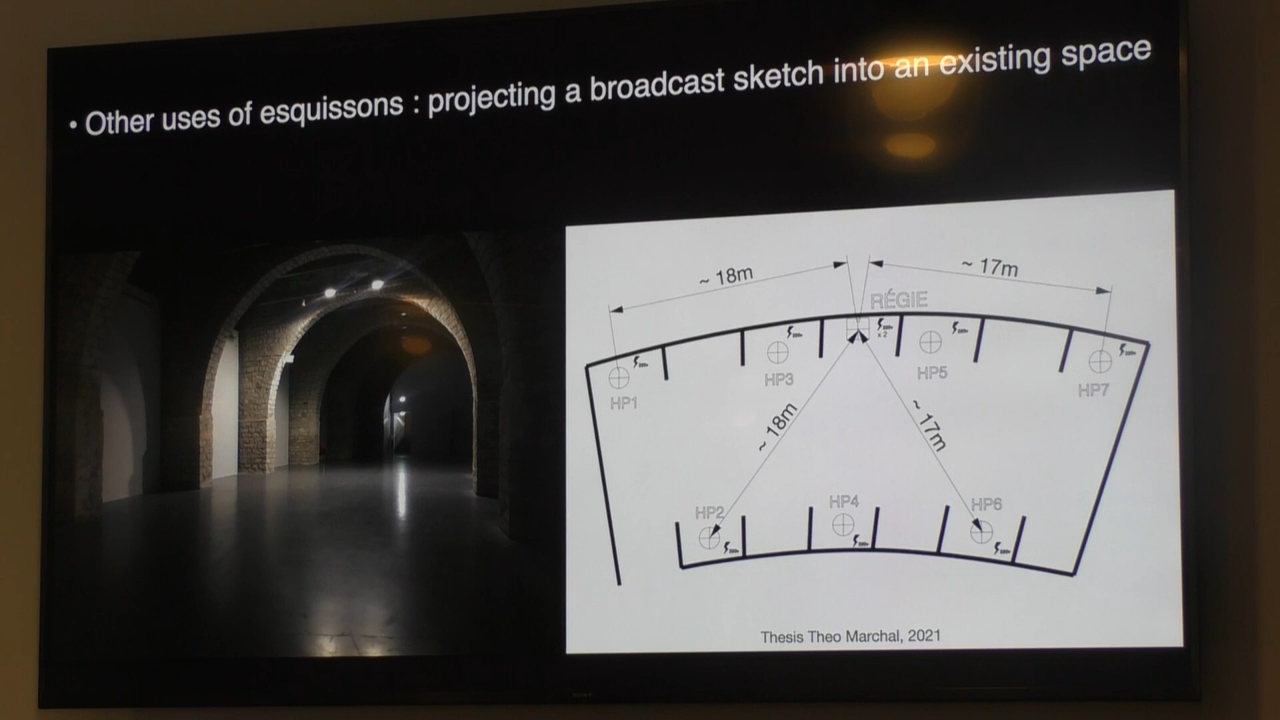 • Other uses of esquissons : projecting a broadcast sketch into an existing space
~ 18m
~ 17m
RÉGIE
x 2
HP1
HP3
HP5
HP7
~ 18m
~ 17m
HP2
HP4
HP6
Thesis Theo Marchal, 2021